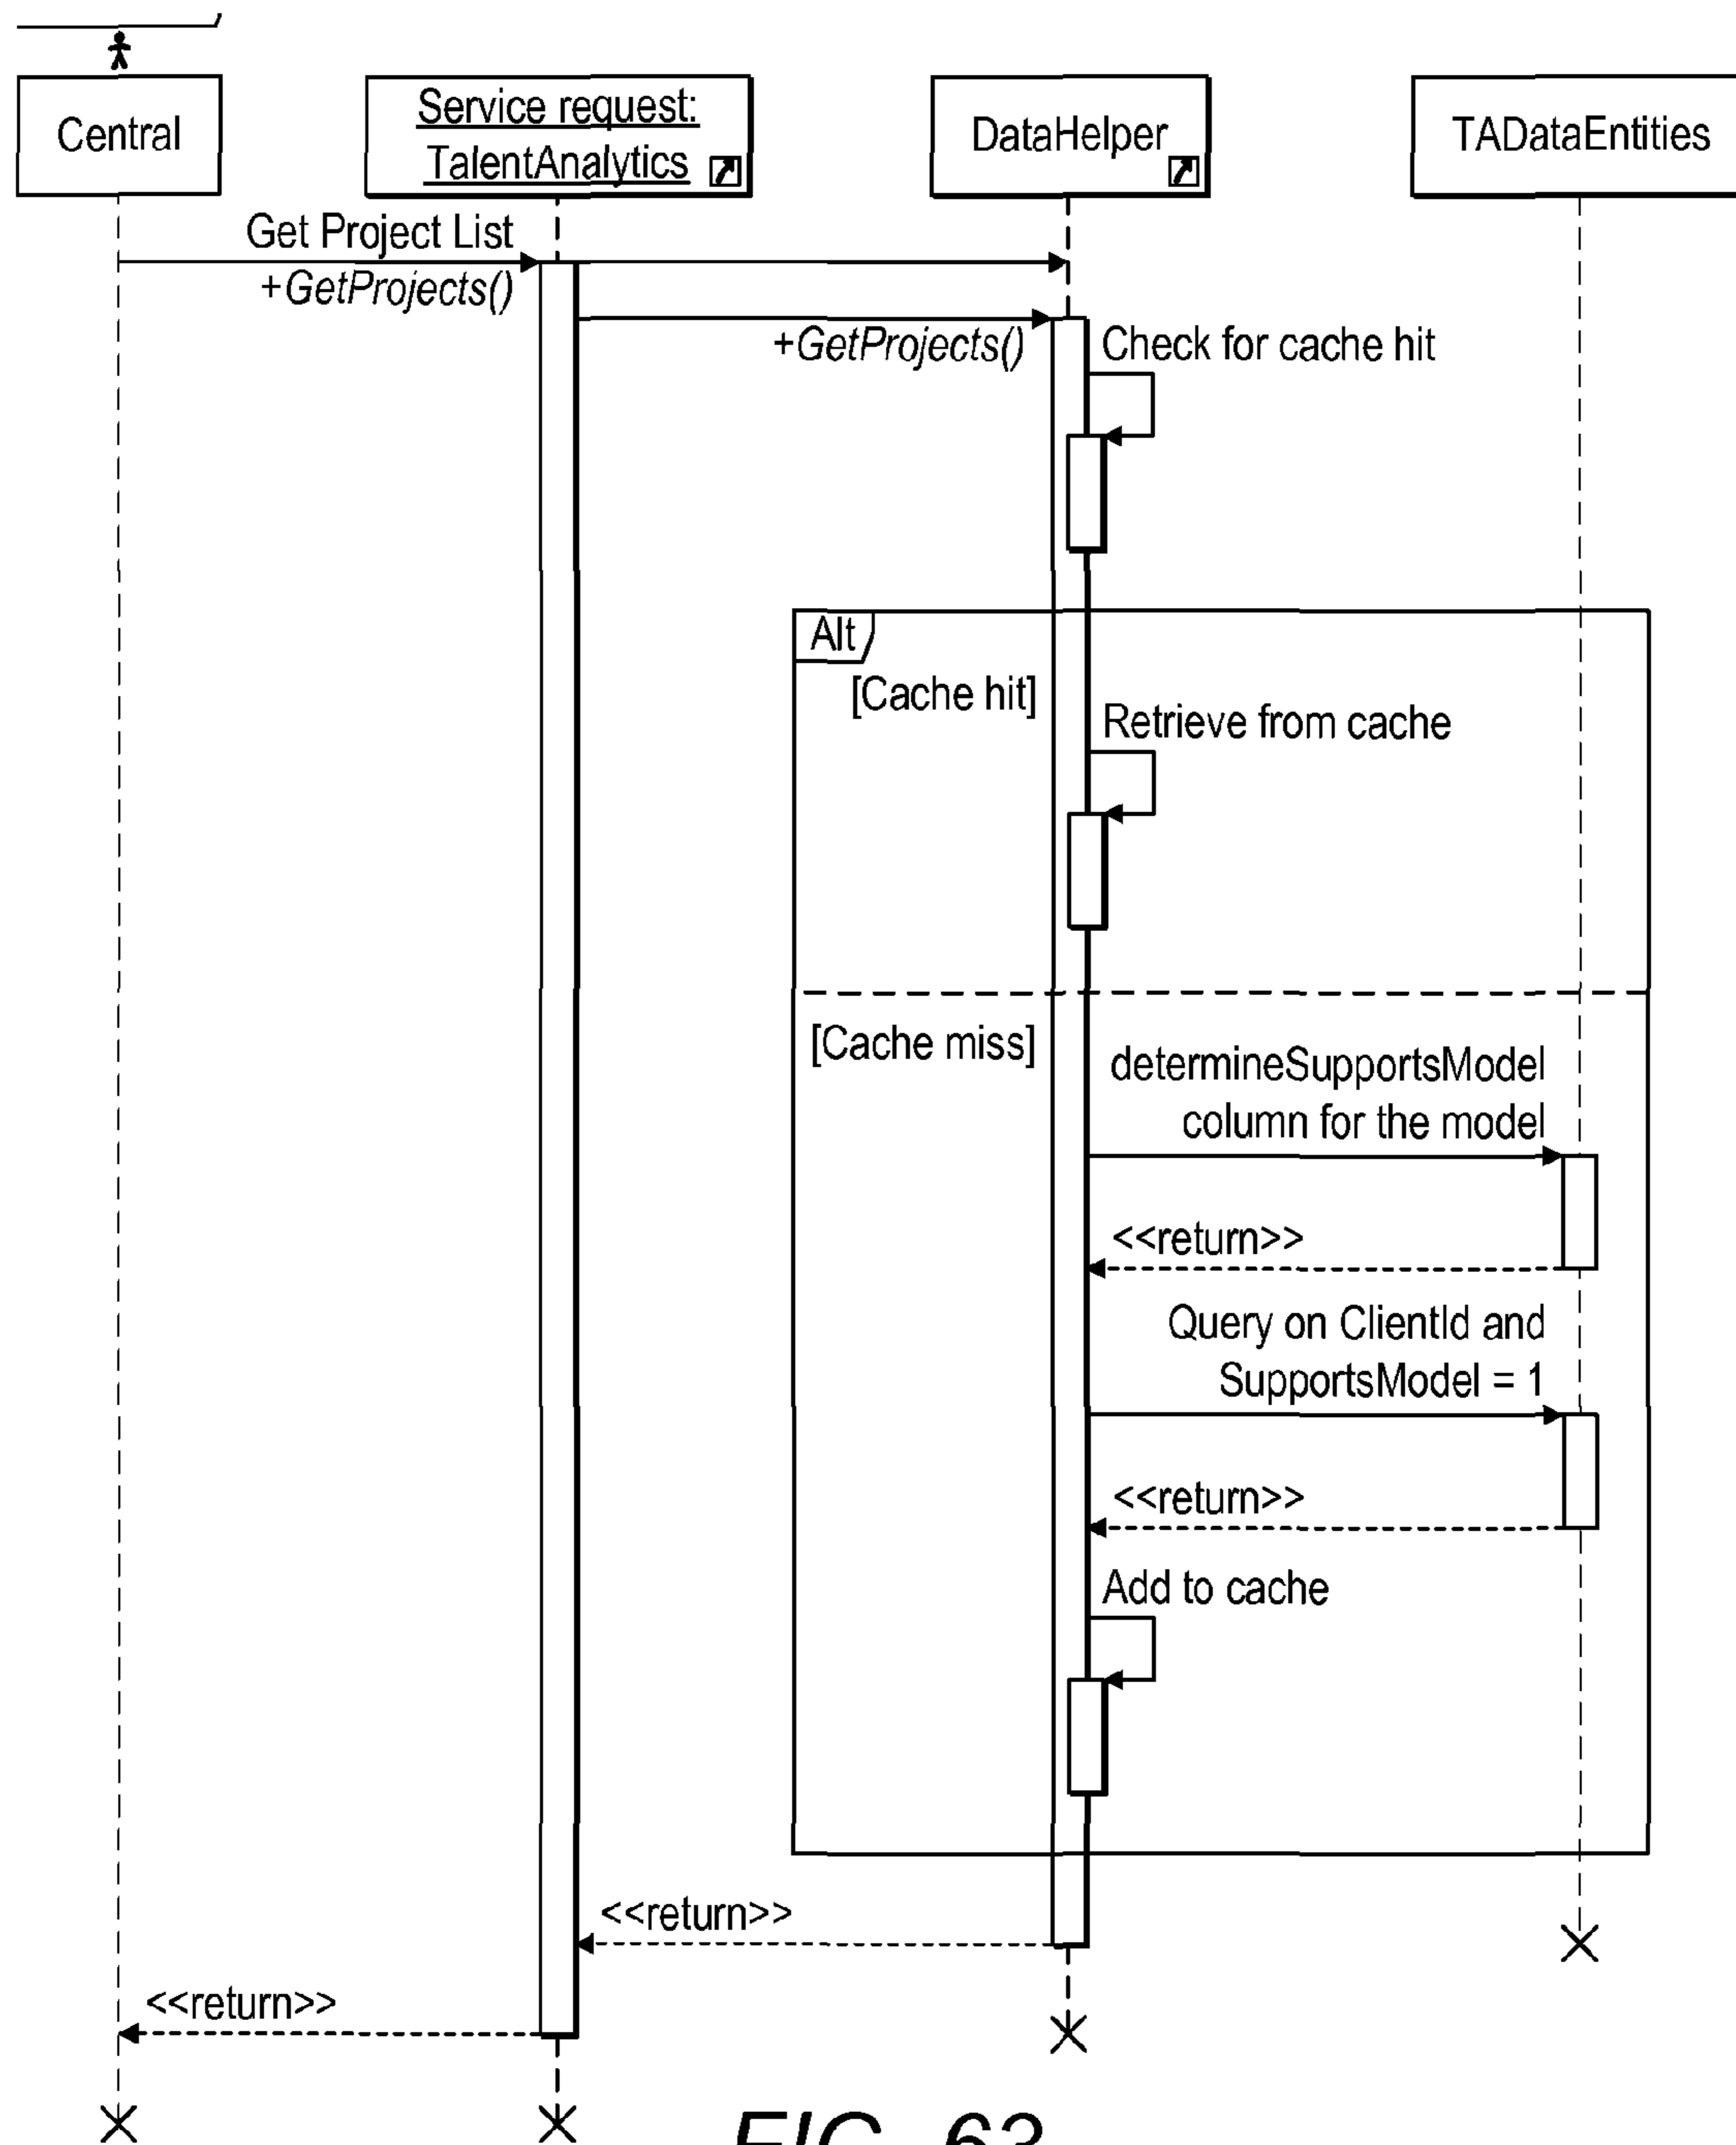 Central
Service request:
TalentAnalytics
DataHelper
TADataEntities
Get Project List
+GetProjects()
+GetProjects()
Check for cache hit
Alt
[Cache hit]
Retrieve from cache
[Cache miss]
determineSupportsModel
column for the model
<<return>>
Query on ClientId and
SupportsModel = 1
<<return>>
Add to cache
<<return>>
<<return>>
FIG. 63